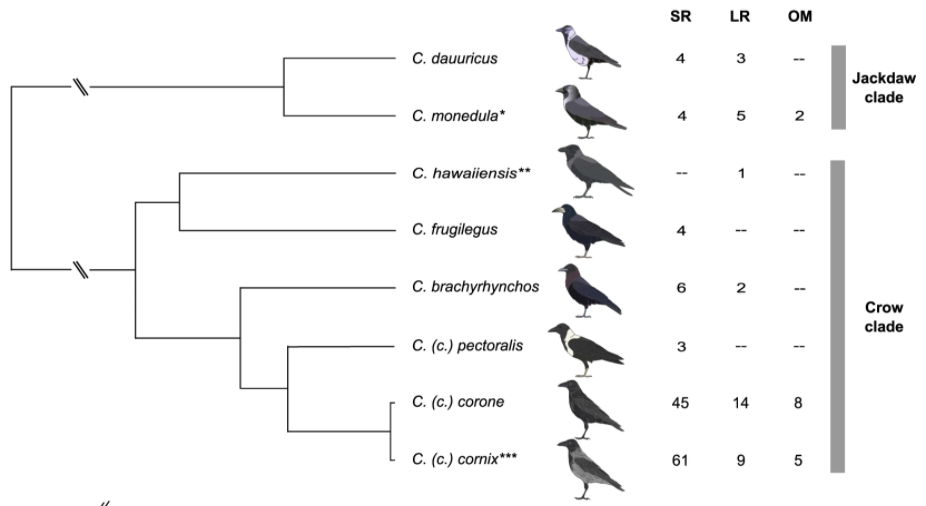 SR LR OM
C. dauuricus 4 3 --
C. monedula* 4 5 2
Jackdaw
clade
C. hawaiiensis** -- 1 --
C. frugilegus 4 -- --
C. brachyrhynchos 6 2 --
Crow
clade
C. (c.) pectoralis 3 -- --
C. (c.) corone 45 14 8
C. (c.) cornix*** 61 9 5